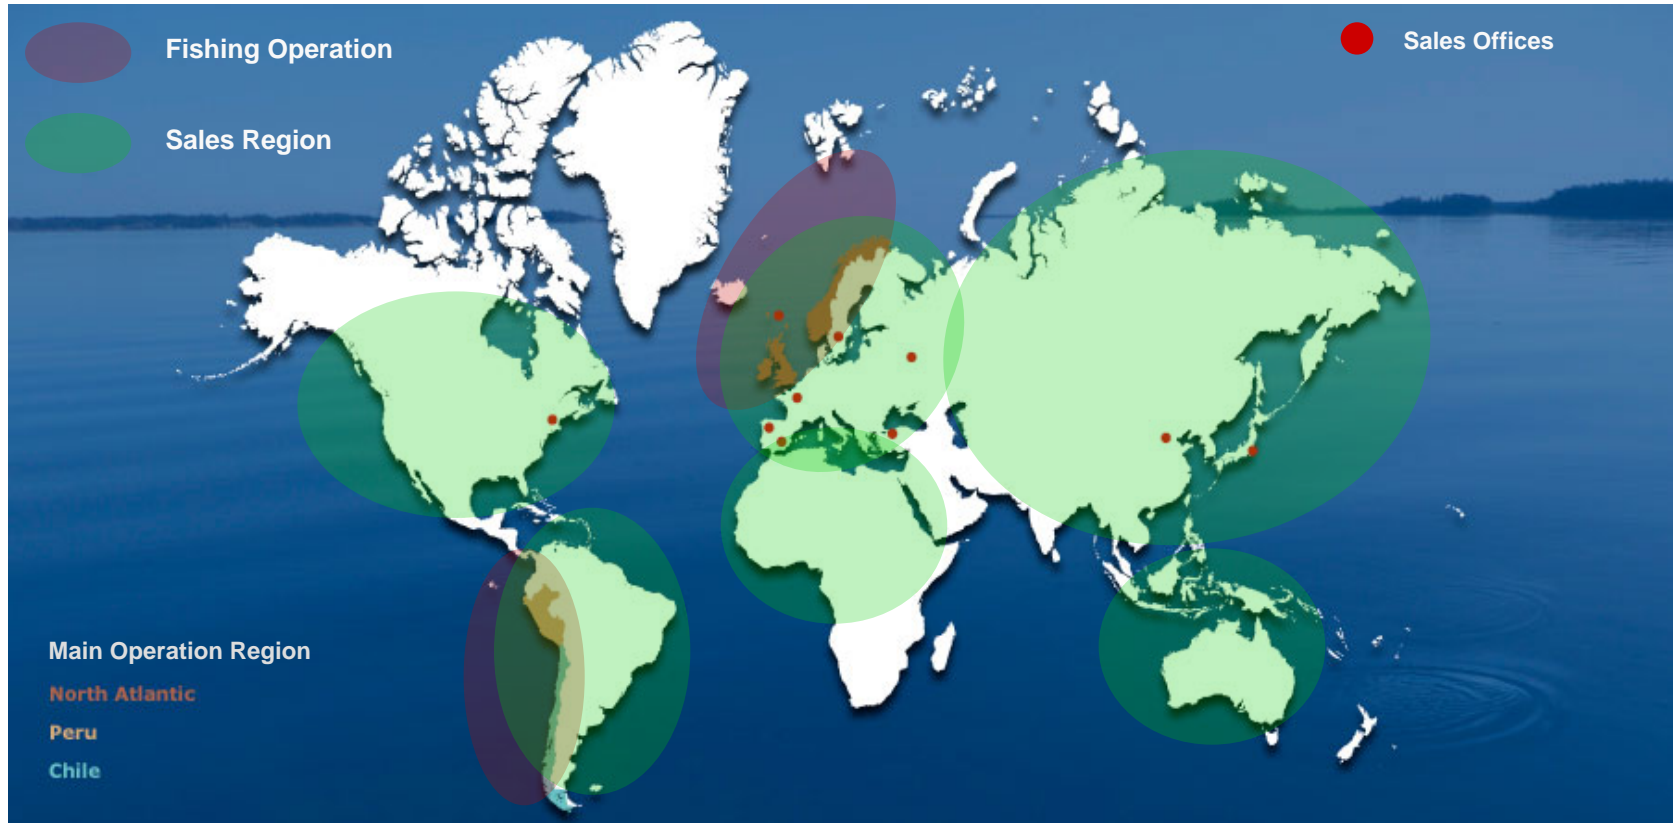 Fishing Operation
Sales Offices
Sales Region
Main Operation Region
North Atlantic
Peru
Chile